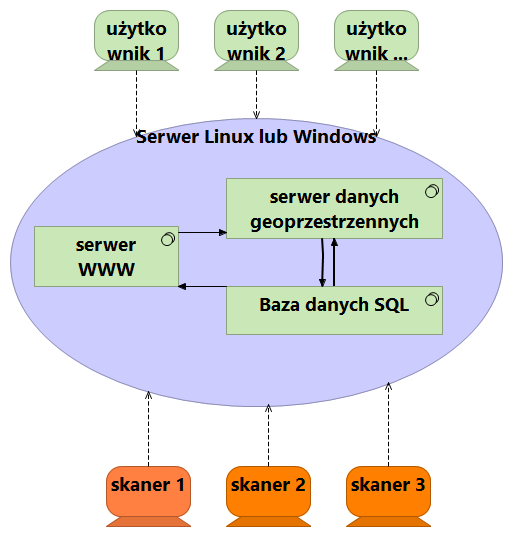 użytko
wnik 1
użytko
wnik 2
użytko
wnik ...
Serwer Linux lub Windows
serwer danych
geoprzestrzennych
serwer
WWW
Baza danych SQL
skaner 1
skaner 2
skaner 3